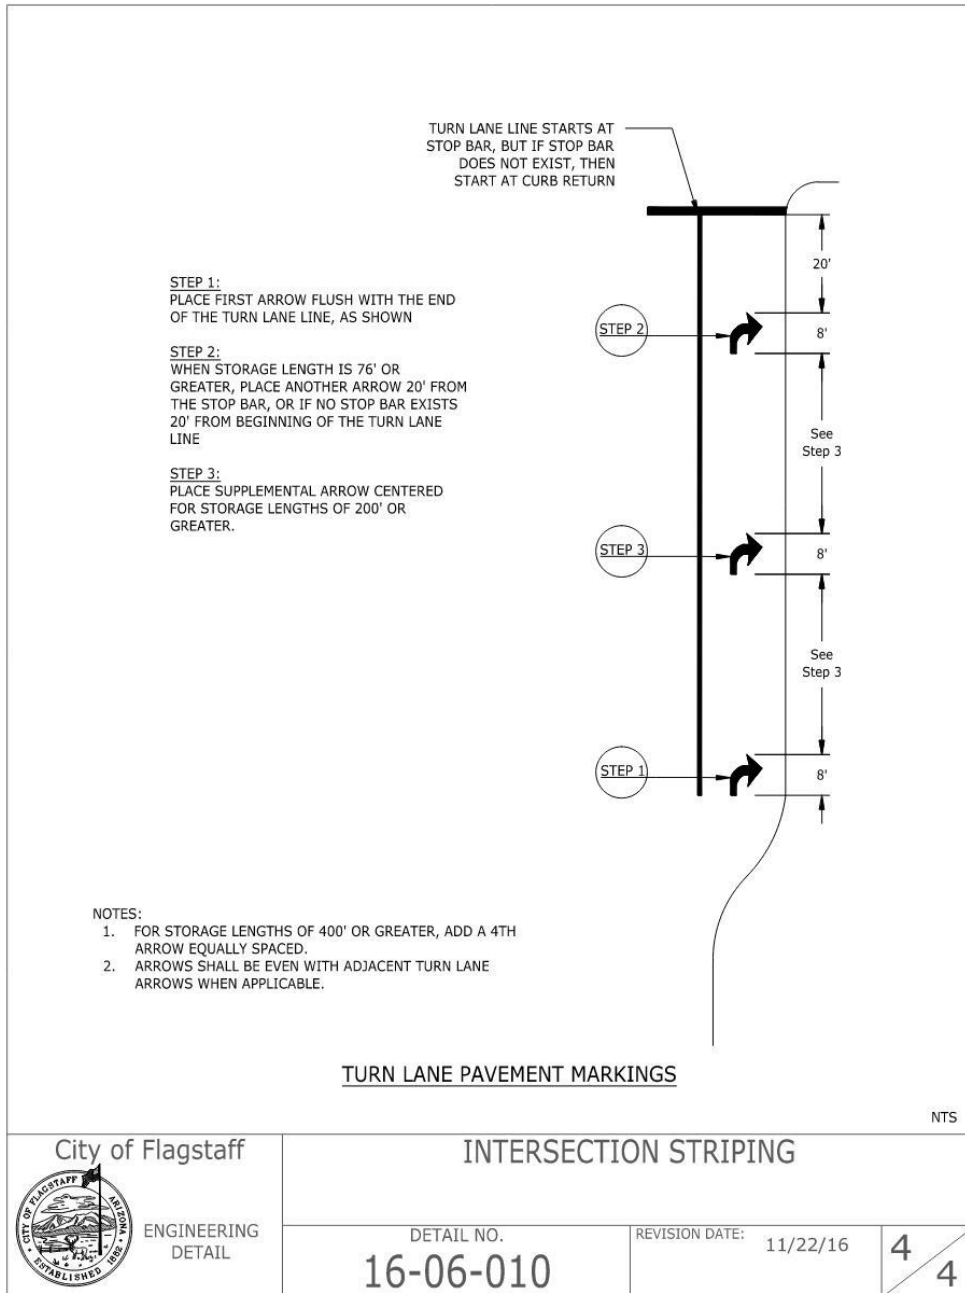 TURN LANE LINE STARTS AT
STOP BAR, BUT IF STOP BAR
DOES NOT EXIST, THEN
START AT CURB RETURN
20'
STEP 1:
PLACE FIRST ARROW FLUSH WITH THE END
OF THE TURN LANE LINE, AS SHOWN
STEP 2:
WHEN STORAGE LENGTH IS 76' OR
GREATER, PLACE ANOTHER ARROW 20' FROM
THE STOP BAR, OR IF NO STOP BAR EXISTS
20' FROM BEGINNING OF THE TURN LANE
LINE
STEP 3:
PLACE SUPPLEMENTAL ARROW CENTERED
FOR STORAGE LENGTHS OF 200' OR
GREATER.
STEP 2
8'
See
Step 3
STEP 3
8'
See
Step 3
STEP 1
8'
NOTES:
1. FOR STORAGE LENGTHS OF 400' OR GREATER, ADD A 4TH
ARROW EQUALLY SPACED.
2. ARROWS SHALL BE EVEN WITH ADJACENT TURN LANE
ARROWS WHEN APPLICABLE.
TURN LANE PAVEMENT MARKINGS
NTS
City of Flagstaff
CITY OF FLAGSTAFF ARIZONA
ESTABLISHED 1882
ENGINEERING
DETAIL
INTERSECTION STRIPING
DETAIL NO.
16-06-010
REVISION DATE: 11/22/16
4
4